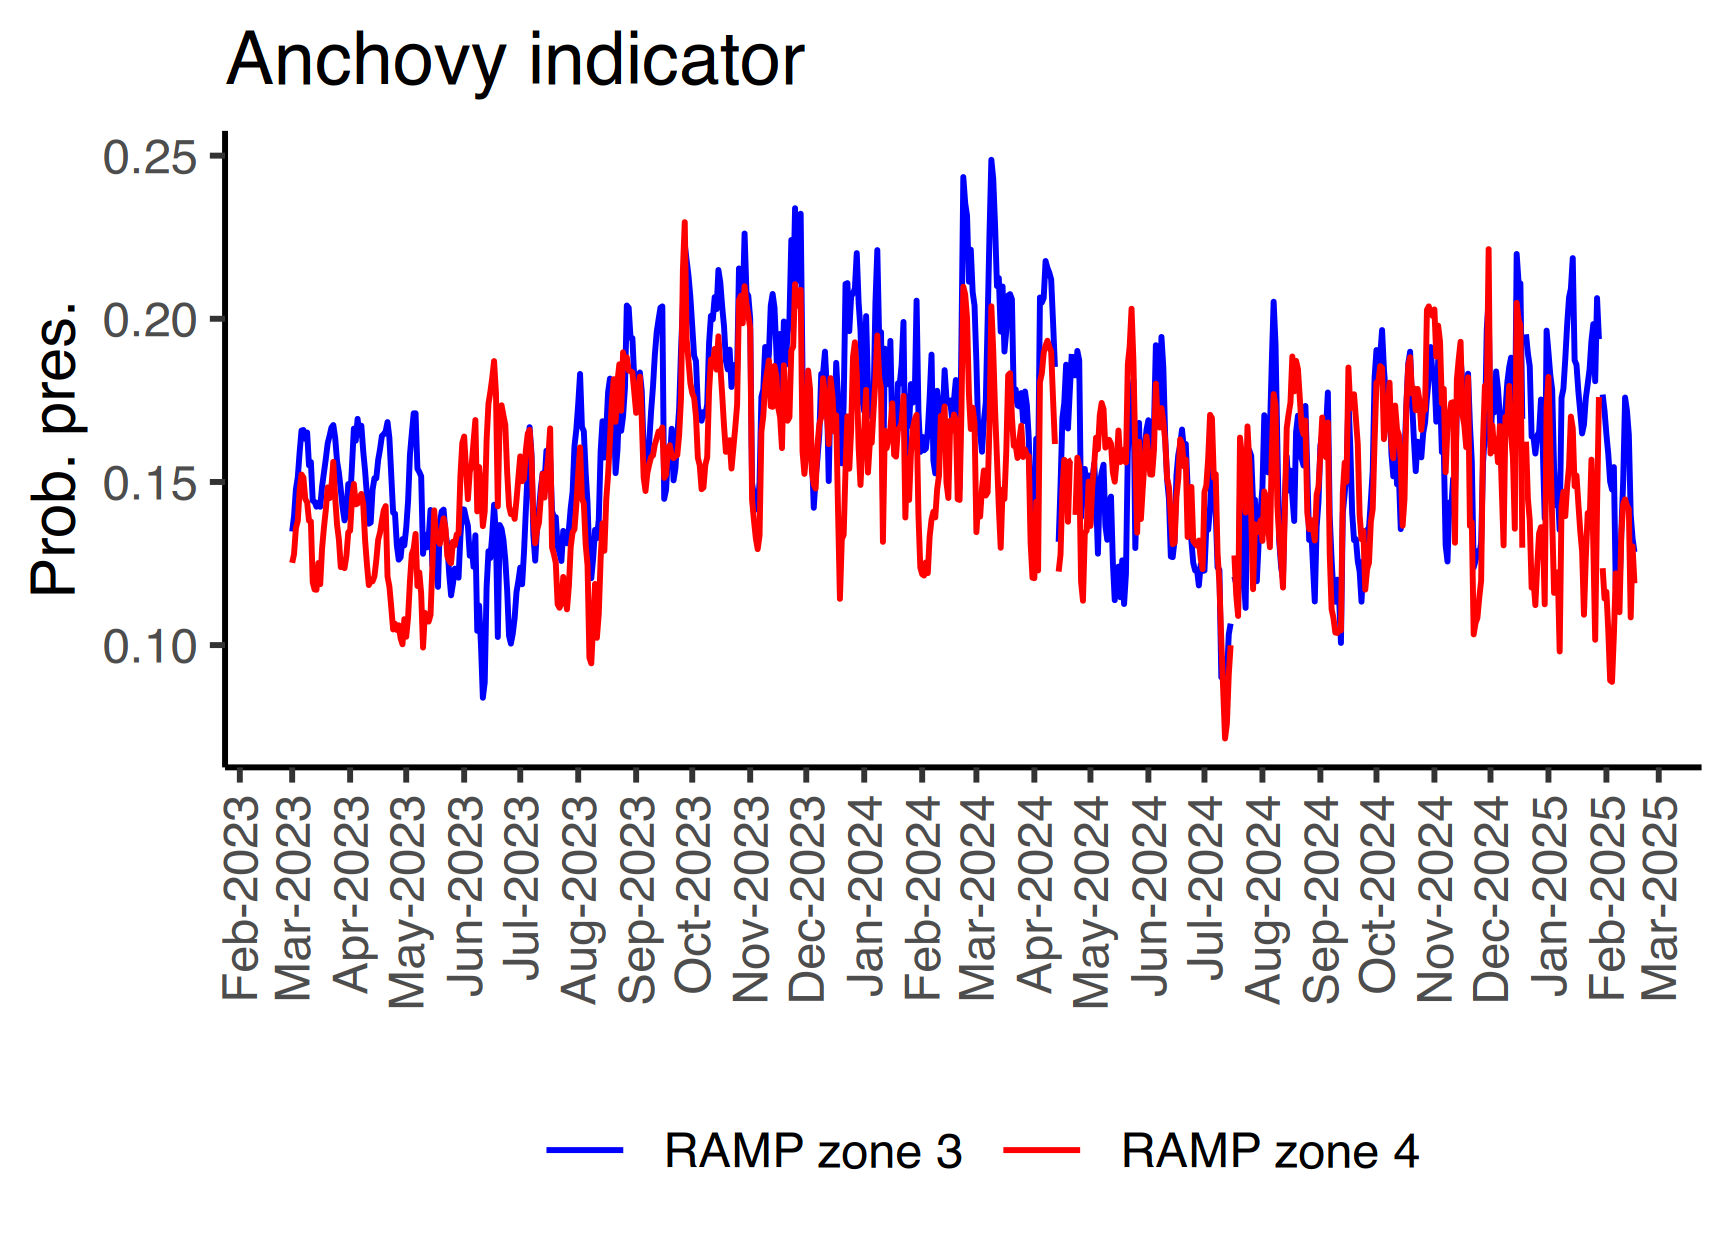 Anchovy indicator
Prob. pres.
0.25
0.20
0.15
0.10
Feb-2023
Mar-2023
Apr-2023
May-2023
Jun-2023
Jul-2023
Aug-2023
Sep-2023
Oct-2023
Nov-2023
Dec-2023
Jan-2024
Feb-2024
Mar-2024
Apr-2024
May-2024
Jun-2024
Jul-2024
Aug-2024
Sep-2024
Oct-2024
Nov-2024
Dec-2024
Jan-2025
Feb-2025
Mar-2025
RAMP zone 3
RAMP zone 4